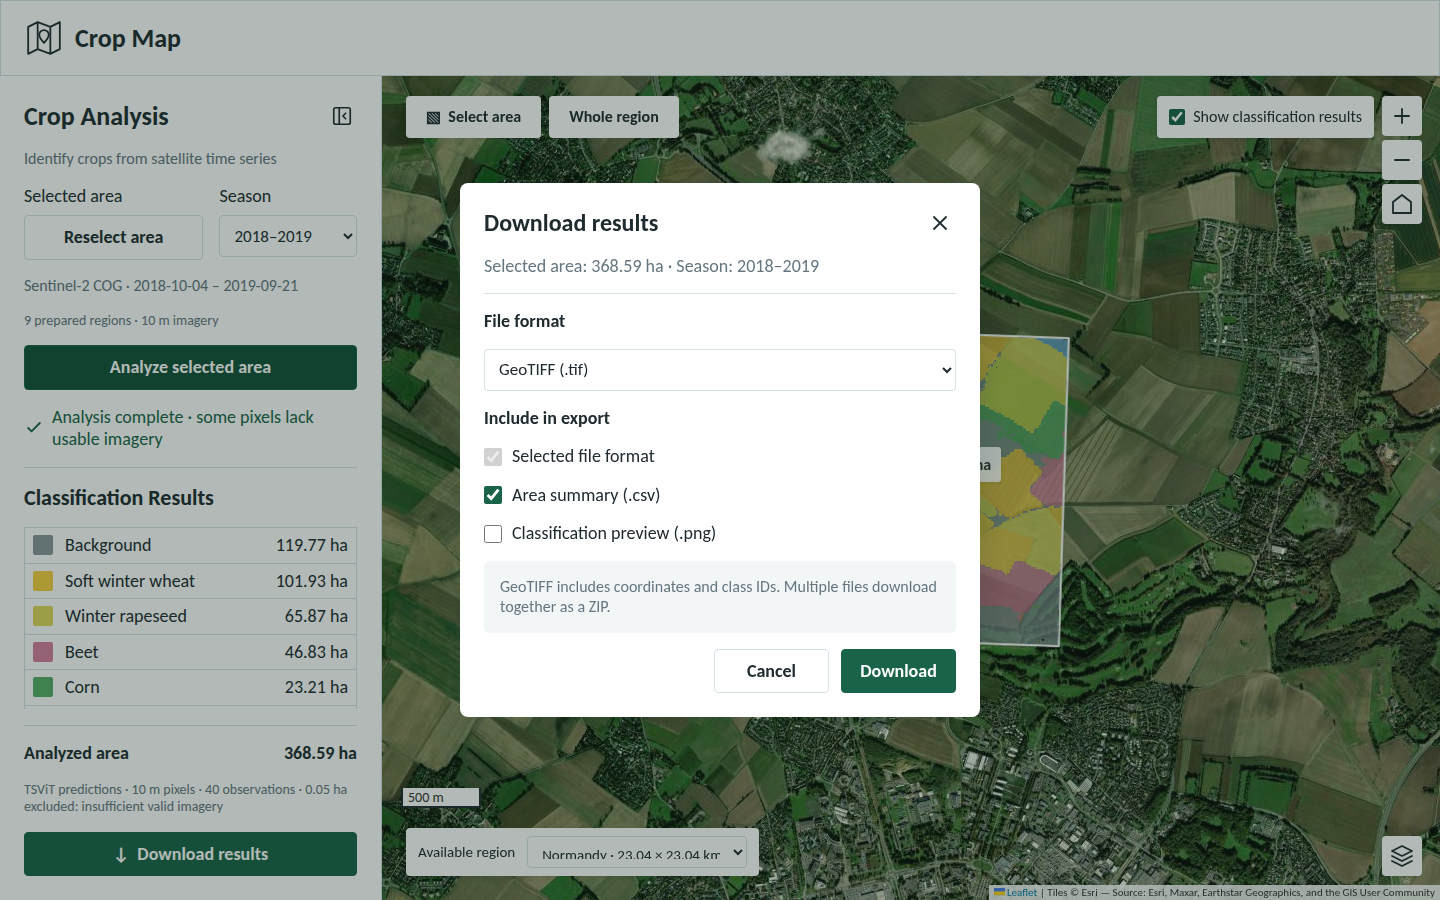 Crop Map
Crop Analysis
Identify crops from satellite time series
Selected area
Season
Reselect area
2018–2019
Sentinel-2 COG · 2018-10-04 – 2019-09-21
9 prepared regions · 10 m imagery
Analyze selected area
Analysis complete · some pixels lack
usable imagery
Classification Results
Background 119.77 ha
Soft winter wheat 101.93 ha
Winter rapeseed 65.87 ha
Beet 46.83 ha
Corn 23.21 ha
Analyzed area 368.59 ha
TSViT predictions · 10 m pixels · 40 observations · 0.05 ha
excluded: insufficient valid imagery
Download results
Select area
Whole region
Show classification results
Download results
Selected area: 368.59 ha · Season: 2018–2019
File format
GeoTIFF (.tif)
Include in export
Selected file format
Area summary (.csv)
Classification preview (.png)
GeoTIFF includes coordinates and class IDs. Multiple files download
together as a ZIP.
Cancel
Download
ha
500 m
Available region
Normandy · 23.04 × 23.04 km
Leaflet | Tiles © Esri — Source: Esri, Maxar, Earthstar Geographics, and the GIS User Community